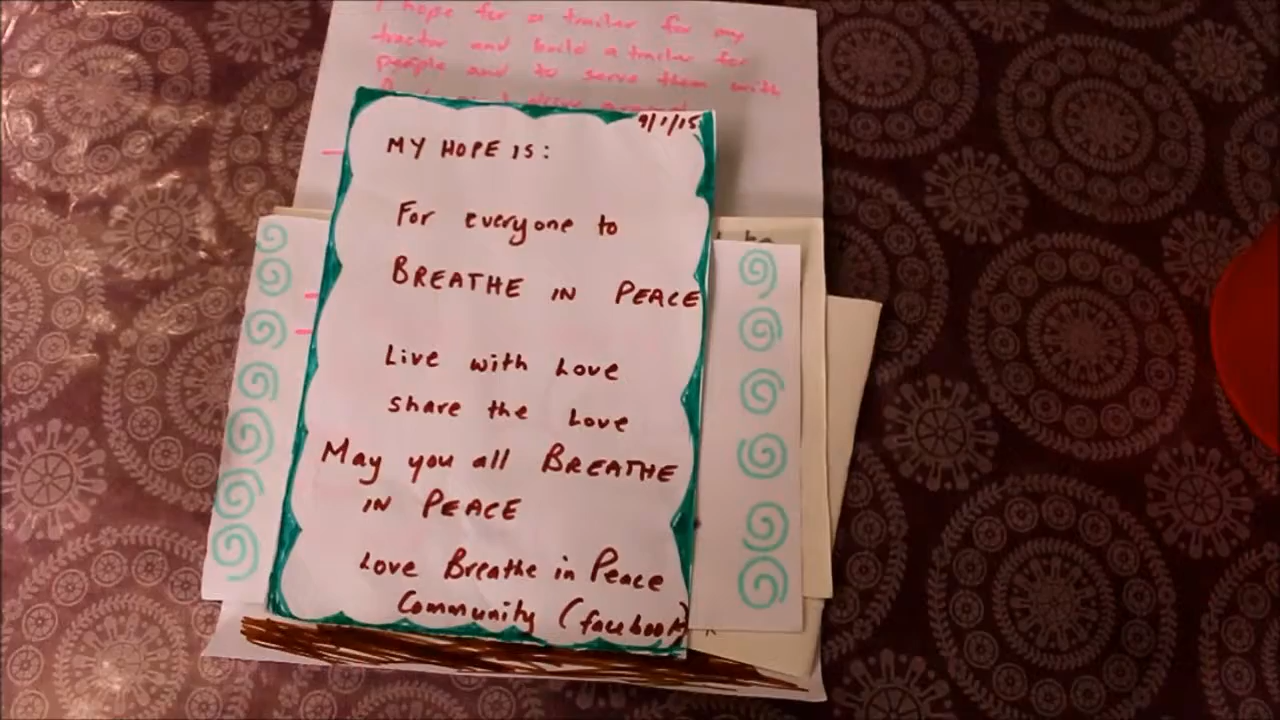 I hope for a trailer for my
tractor and build a trailer for
people and to serve them with
9/1/15
MY HOPE IS:
For everyone to
BREATHE IN PEACE
Live with Love
share the Love
May you all BREATHE
IN PEACE
Love Breathe in Peace
Community (facebook)